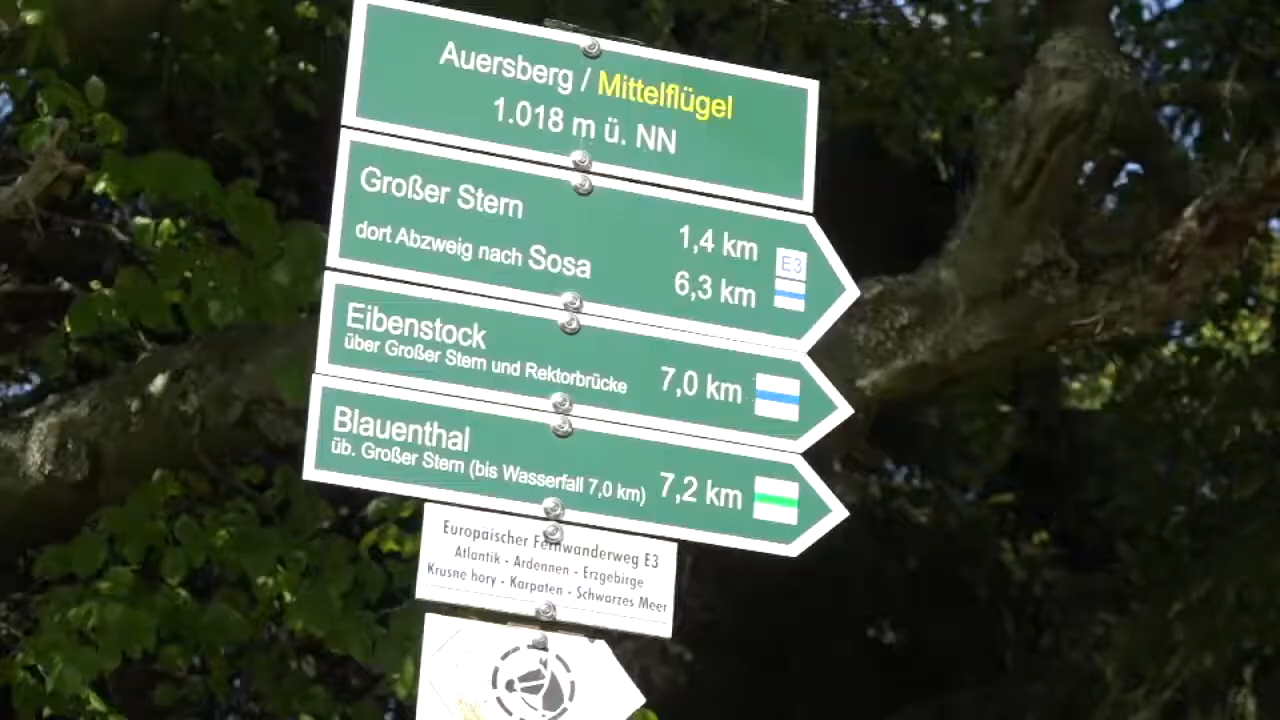 Auersberg / Mittelflügel
1.018 m ü. NN
Großer Stern 1,4 km
E3
dort Abzweig nach Sosa 6,3 km
Eibenstock
über Großer Stern und Rektorbrücke 7,0 km
Blauenthal
üb. Großer Stern (bis Wasserfall 7,0 km) 7,2 km
Europäischer Fernwanderweg E3
Atlantik - Ardennen - Erzgebirge
Krusne hory - Karpaten - Schwarzes Meer